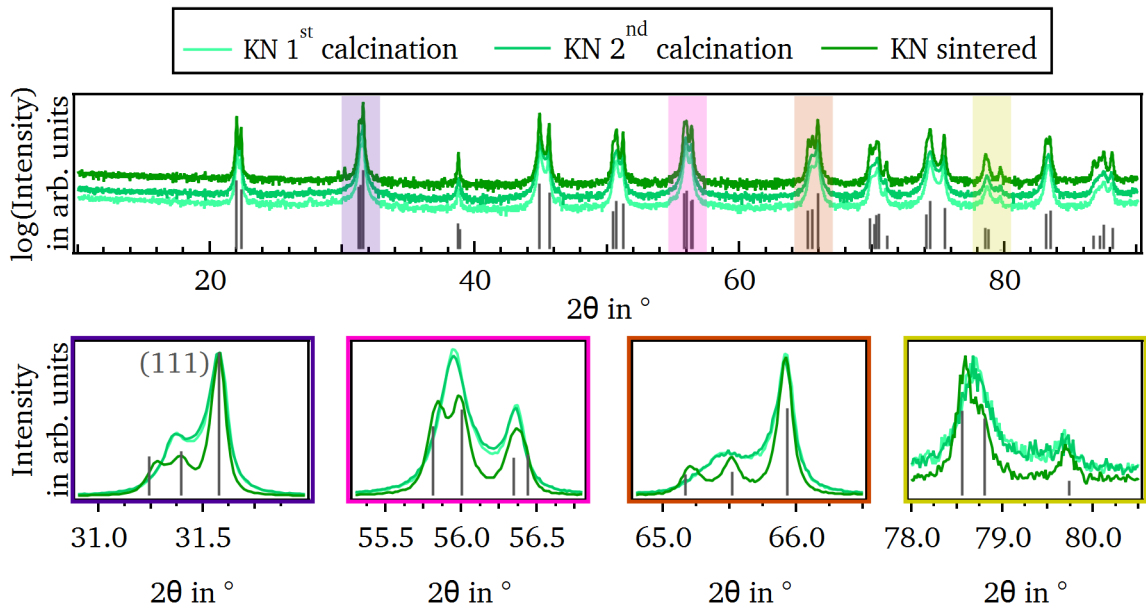 KN 1st calcination KN 2nd calcination KN sintered
log(Intensity)
in arb. units
20 40 60 80
2θ in °
Intensity
in arb. units
(111)
31.0 31.5 55.5 56.0 56.5 65.0 66.0 78.0 79.0 80.0
2θ in ° 2θ in ° 2θ in ° 2θ in °